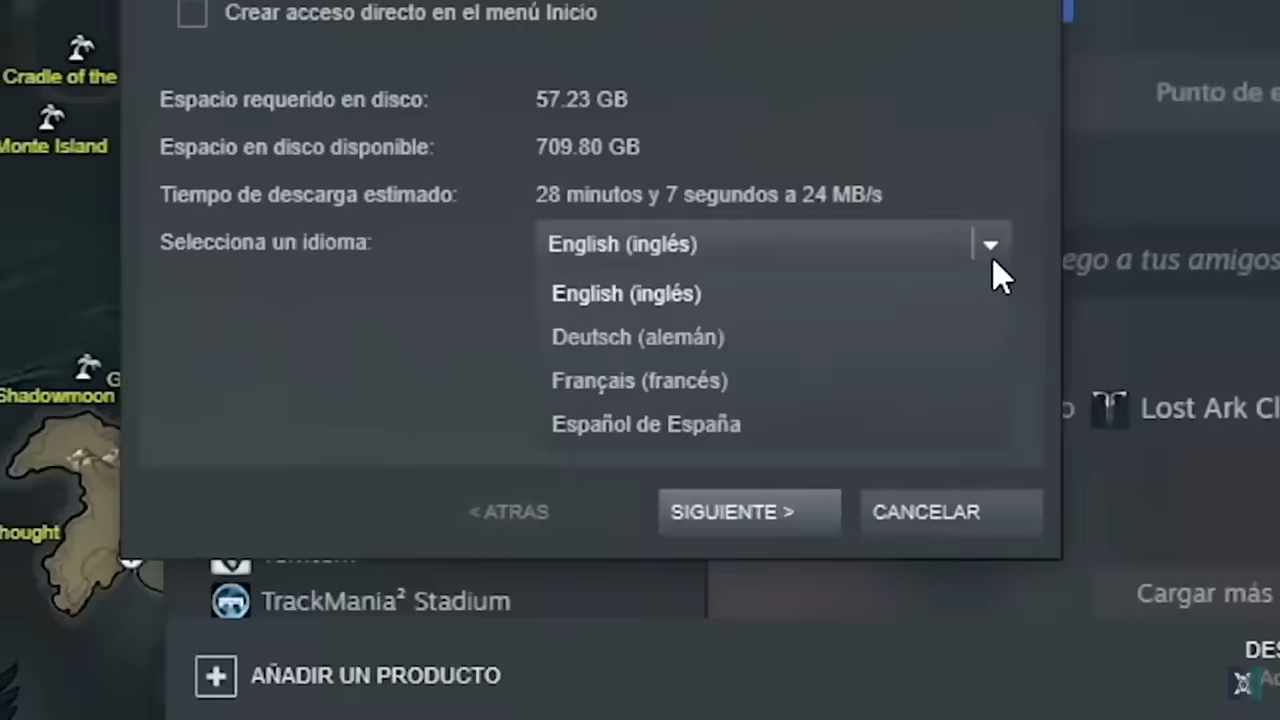 Crear acceso directo en el menú Inicio
Cradle of the
Monte Island
Espacio requerido en disco: 57.23 GB
Punto de e
Espacio en disco disponible: 709.80 GB
Tiempo de descarga estimado: 28 minutos y 7 segundos a 24 MB/s
Selecciona un idioma: English (inglés)
ego a tus amigos
English (inglés)
Deutsch (alemán)
Français (francés)
Español de España
G
Shadowmoon
o Lost Ark Cl
hought
< ATRAS SIGUIENTE > CANCELAR
TrackMania² Stadium
Cargar más
AÑADIR UN PRODUCTO
DES